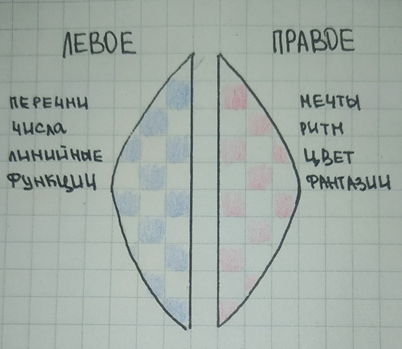 ЛЕВОЕ
ПЕРЕЧНИ
ЧИСЛА
ЛИНИЙНЫЕ
ФУНКЦИИ
ПРАВОЕ
МЕЧТЫ
РИТМ
ЦВЕТ
ФАНТАЗИИ